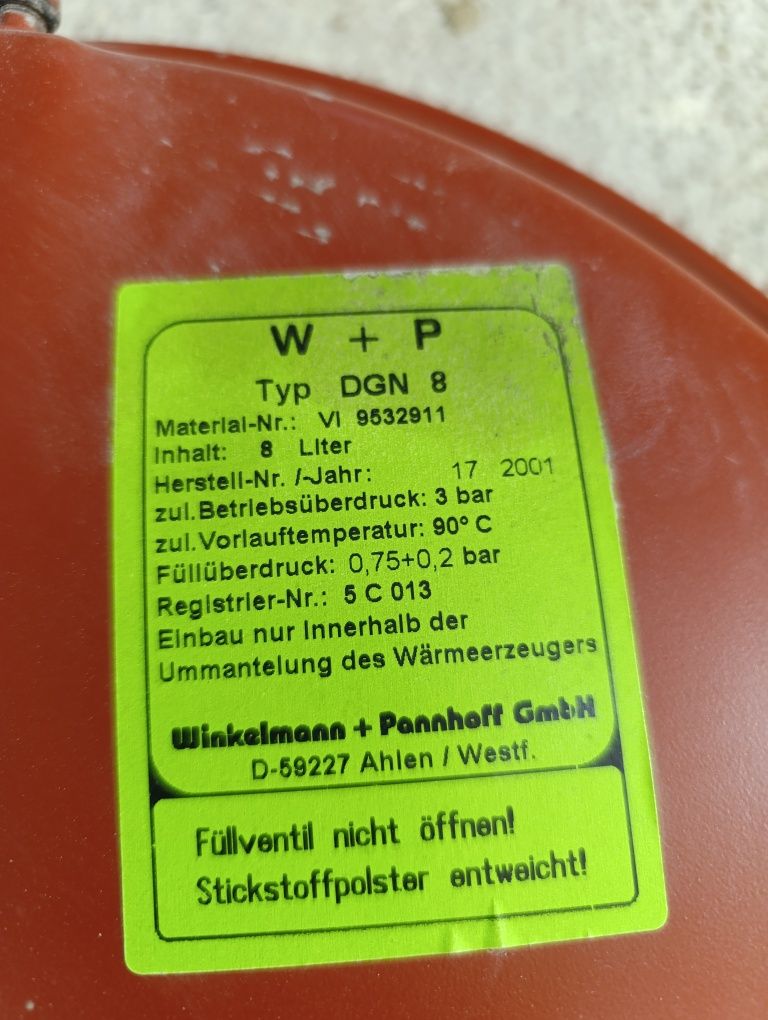 W + P
Typ DGN 8
Material-Nr.: VI 9532911
Inhalt: 8 Liter
Herstell-Nr. /-Jahr: 17 2001
zul.Betriebsüberdruck: 3 bar
zul.Vorlauftemperatur: 90° C
Füllüberdruck: 0,75+0,2 bar
Registrier-Nr.: 5 C 013
Einbau nur innerhalb der
Ummantelung des Wärmeerzeugers
Winkelmann + Pannhoff GmbH
D-59227 Ahlen / Westf.
Füllventil nicht öffnen!
Stickstoffpolster entweicht!